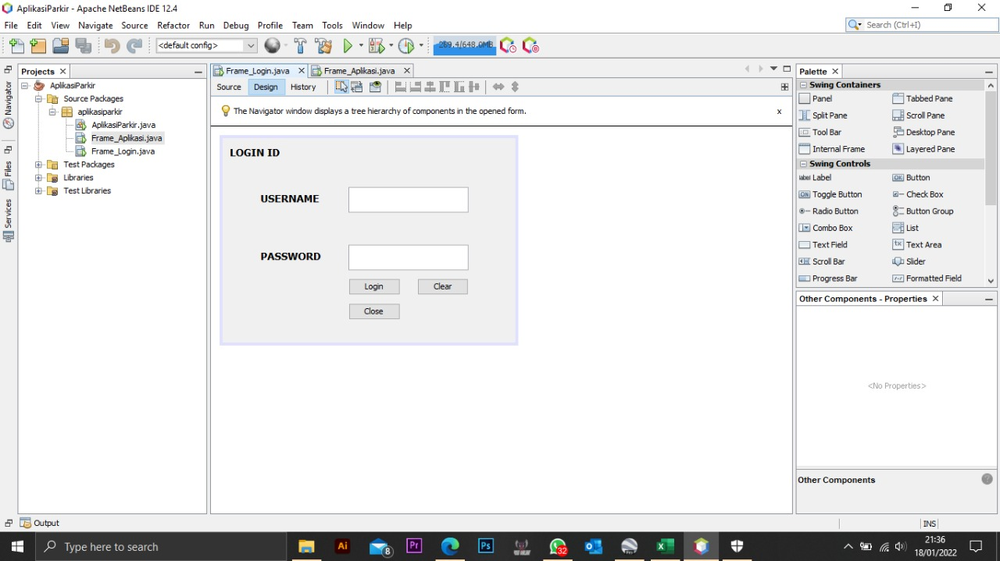 AplikasiParkir - Apache NetBeans IDE 12.4
File Edit View Navigate Source Refactor Run Debug Profile Team Tools Window Help
Search (Ctrl+I)
<default config>
/648.0MB
Projects
Frame_Login.java
Frame_Aplikasi.java
Palette
Navigator
Files
Services
AplikasiParkir
Source Packages
aplikasiparkir
AplikasiParkir.java
Frame_Aplikasi.java
Frame_Login.java
Test Packages
Libraries
Test Libraries
Source Design History
The Navigator window displays a tree hierarchy of components in the opened form.
x
LOGIN ID
USERNAME
PASSWORD
Login Clear
Close
Swing Containers
Panel Tabbed Pane
Split Pane Scroll Pane
Tool Bar Desktop Pane
Internal Frame Layered Pane
Swing Controls
label Label OK Button
ON Toggle Button Check Box
Radio Button Button Group
Combo Box List
Text Field Text Area
Scroll Bar Slider
Progress Bar Formatted Field
Other Components - Properties
<No Properties>
Other Components
Output
INS
Type here to search
Ai
8
Pr
Ps
32
21:36
18/01/2022